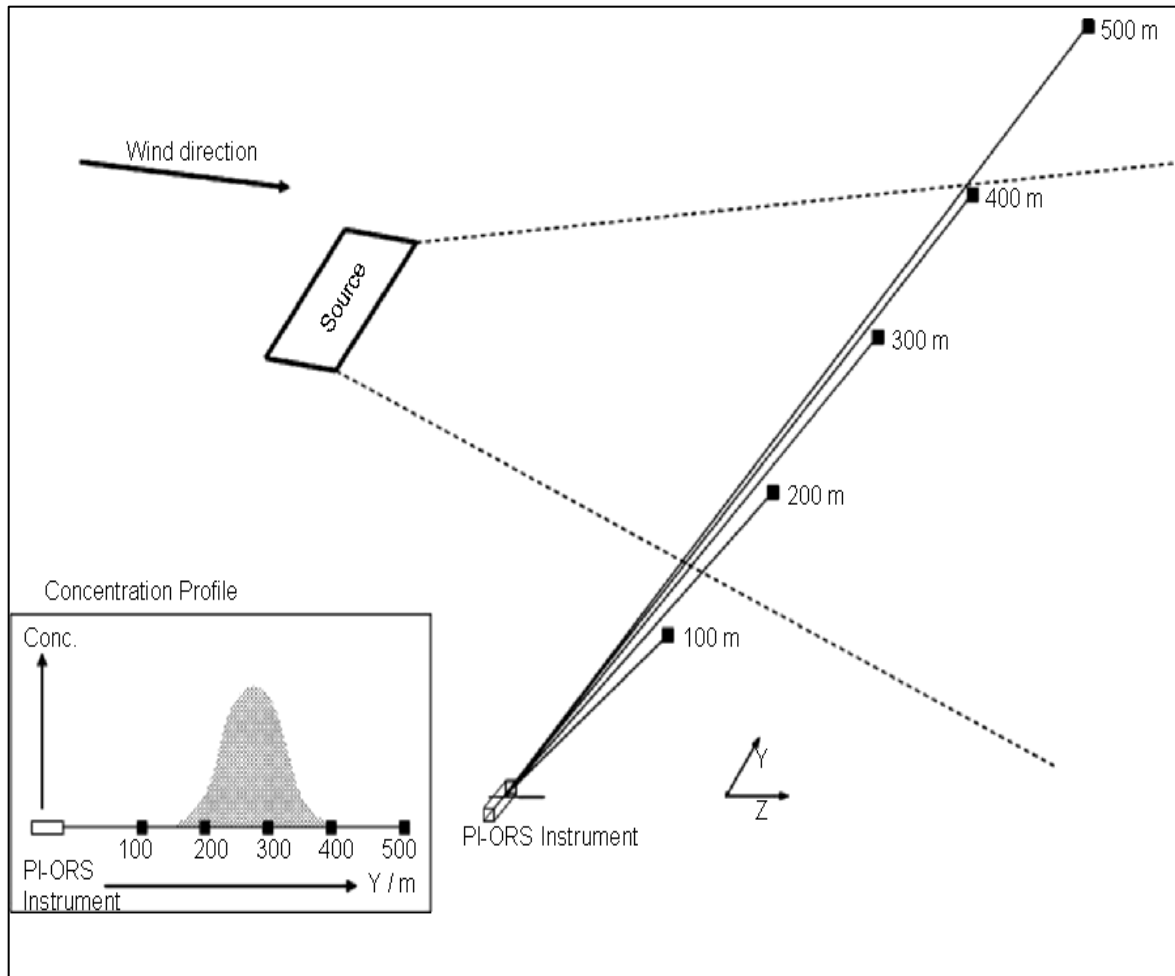 500 m
Wind direction
400 m
Source
300 m
200 m
Concentration Profile
Conc.
100 m
Y
Z
PI-ORS Instrument
100 200 300 400 500
PI-ORS
Instrument
Y / m